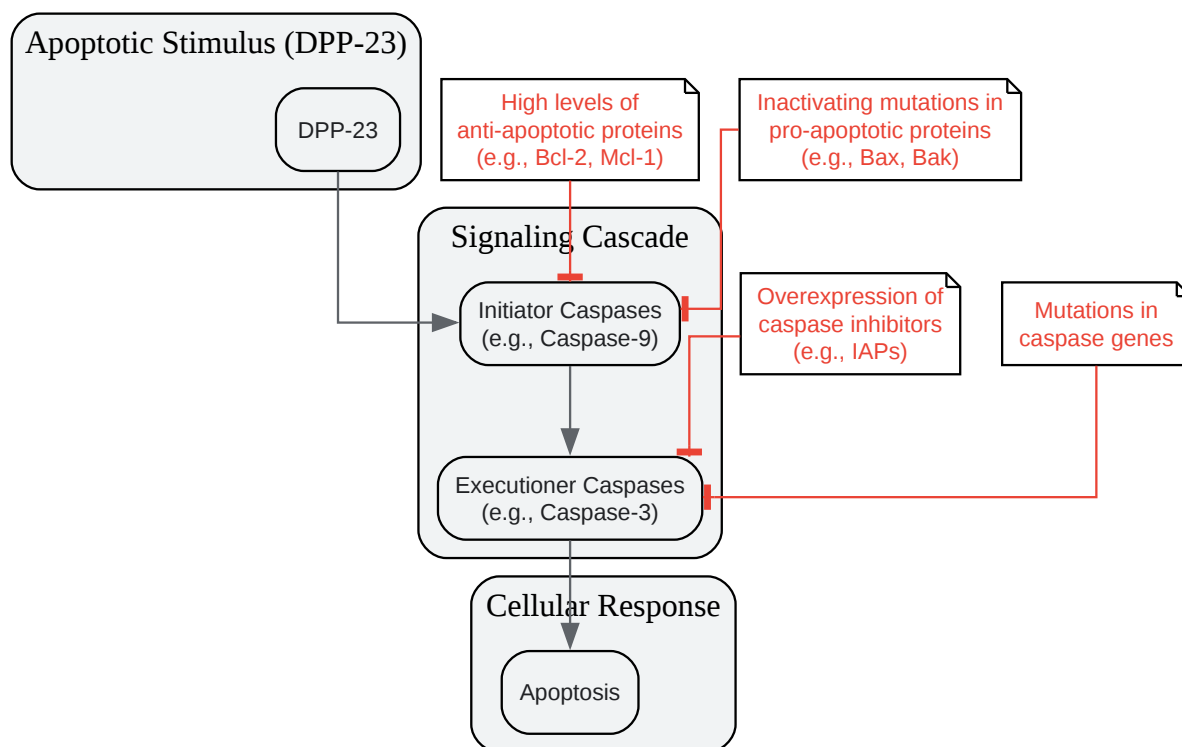 Apoptotic Stimulus (DPP-23)
DPP-23
High levels of
anti-apoptotic proteins
(e.g., Bcl-2, Mcl-1)
Inactivating mutations in
pro-apoptotic proteins
(e.g., Bax, Bak)
Signaling Cascade
Initiator Caspases
(e.g., Caspase-9)
Overexpression of
caspase inhibitors
(e.g., IAPs)
Mutations in
caspase genes
Executioner Caspases
(e.g., Caspase-3)
Cellular Response
Apoptosis